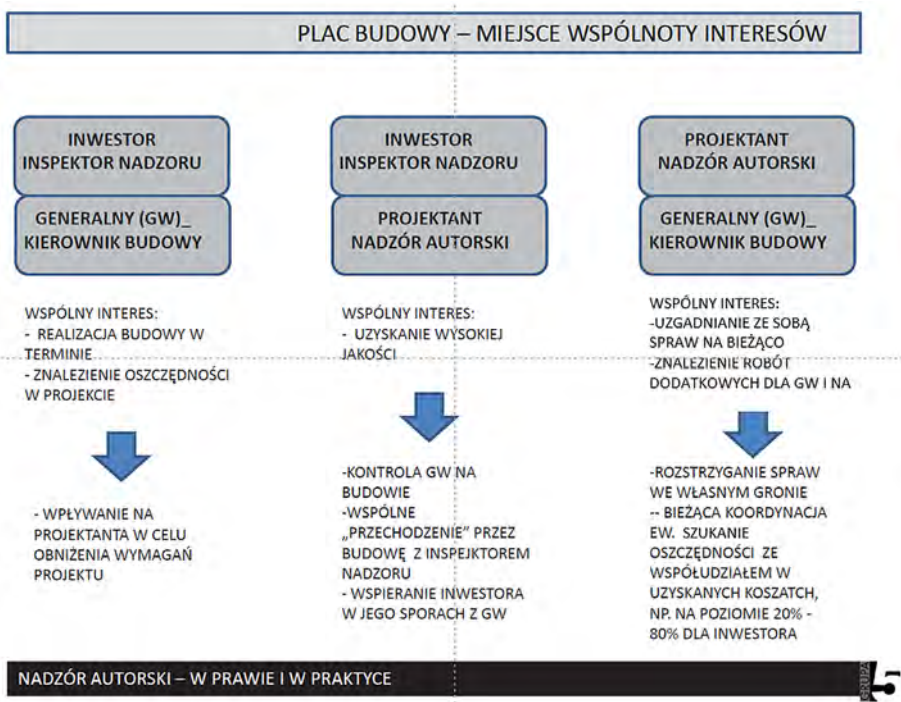 PLAC BUDOWY – MIEJSCE WSPÓLNOTY INTERESÓW
INWESTOR
INSPEKTOR NADZORU
GENERALNY (GW)_
KIEROWNIK BUDOWY
WSPÓLNY INTERES:
- REALIZACJA BUDOWY W
TERMINIE
- ZNALEZIENIE OSZCZĘDNOŚCI
W PROJEKCIE
- WPŁYWANIE NA
PROJEKTANTA W CELU
OBNIŻENIA WYMAGAŃ
PROJEKTU
INWESTOR
INSPEKTOR NADZORU
PROJEKTANT
NADZÓR AUTORSKI
WSPÓLNY INTERES:
- UZYSKANIE WYSOKIEJ
JAKOŚCI
-KONTROLA GW NA
BUDOWIE
-WSPÓLNE
„PRZECHODZENIE” PRZEZ
BUDOWĘ Z INSPEJKTOREM
NADZORU
- WSPIERANIE INWESTORA
W JEGO SPORACH Z GW
PROJEKTANT
NADZÓR AUTORSKI
GENERALNY (GW)_
KIEROWNIK BUDOWY
WSPÓLNY INTERES:
-UZGADNIANIE ZE SOBĄ
SPRAW NA BIEŻĄCO
-ZNALEZIENIE ROBÓT
DODATKOWYCH DLA GW I NA
-ROZSTRZYGANIE SPRAW
WE WŁASNYM GRONIE
-- BIEŻĄCA KOORDYNACJA
EW. SZUKANIE
OSZCZĘDNOŚCI ZE
WSPÓŁUDZIAŁEM W
UZYSKANYCH KOSZATCH,
NP. NA POZIOMIE 20% -
80% DLA INWESTORA
NADZÓR AUTORSKI – W PRAWIE I W PRAKTYCE
GRUPA
5